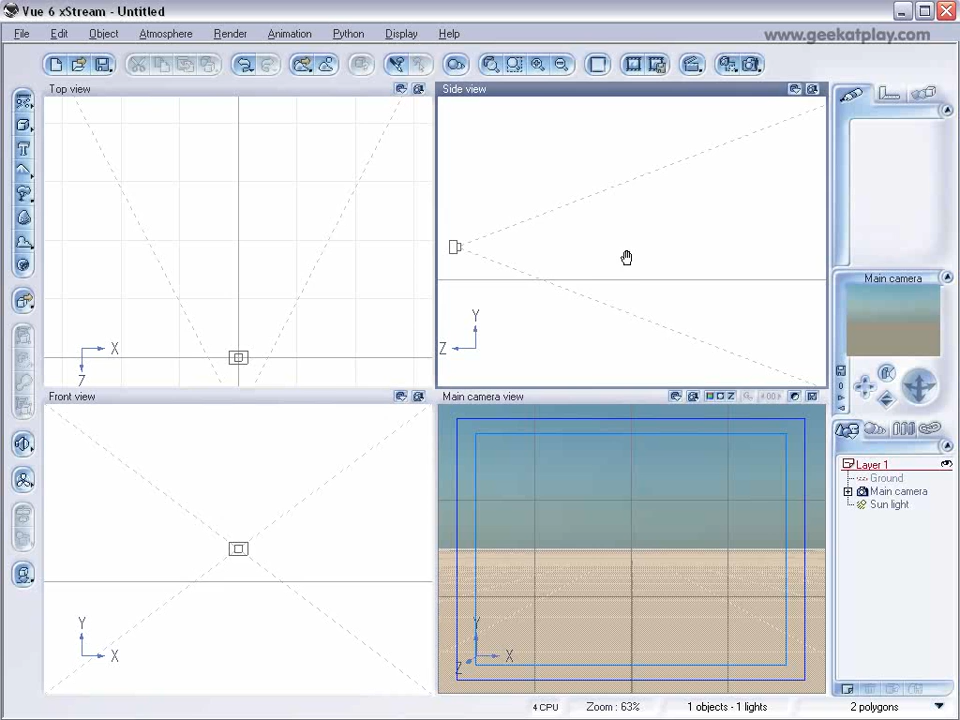 Vue 6 xStream - Untitled
File Edit Object Atmosphere Render Animation Python Display Help
www.geekatplay.com
Top view
Side view
X
Z
Y
Z
Main camera
0
Front view
Main camera view
Y
X
Y
X
Z
Layer 1
Ground
Main camera
Sun light
4 CPU Zoom : 63% 1 objects - 1 lights 2 polygons